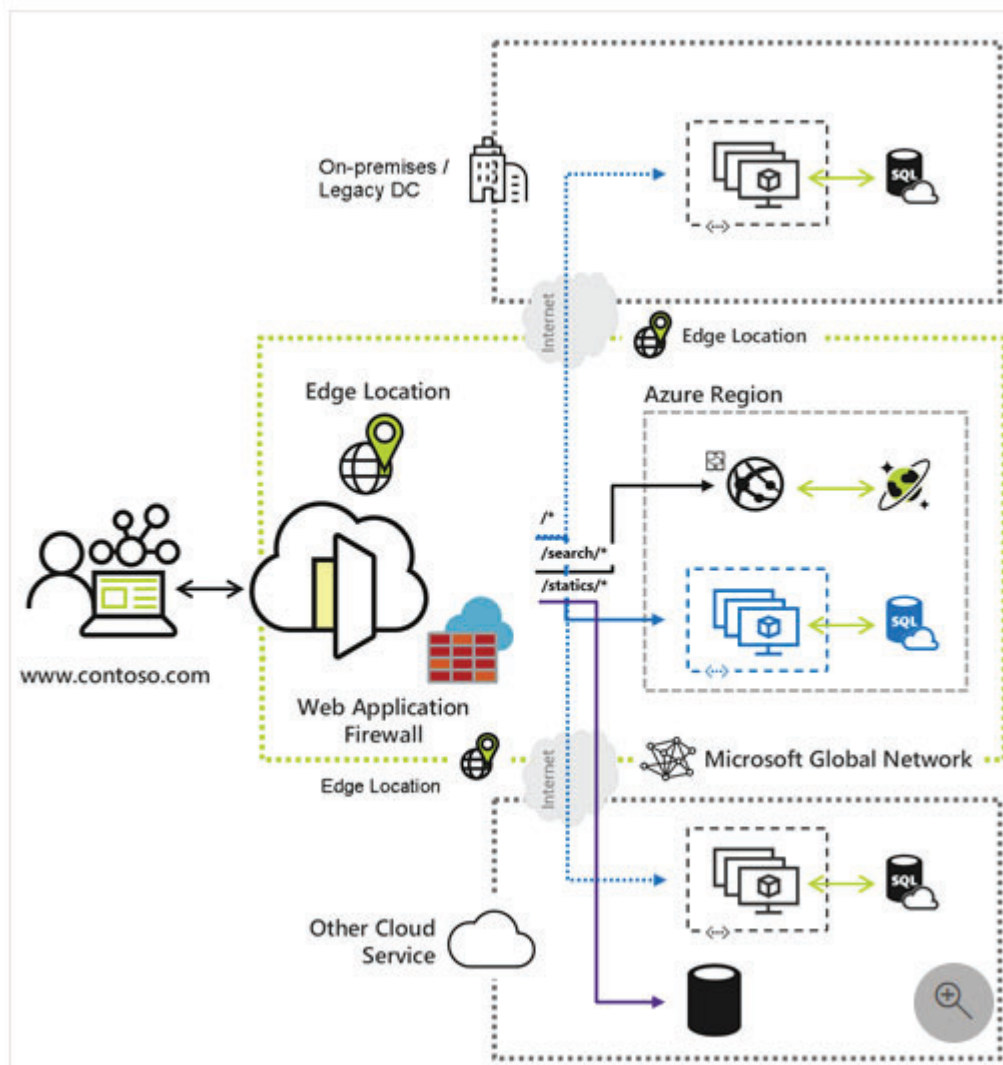 On-premises /
Legacy DC
SQL
Internet
Edge Location
Edge Location
Azure Region
/*
/search/*
/statics/*
SQL
www.contoso.com
Web Application
Firewall
Edge Location
Internet
Microsoft Global Network
SQL
Other Cloud
Service